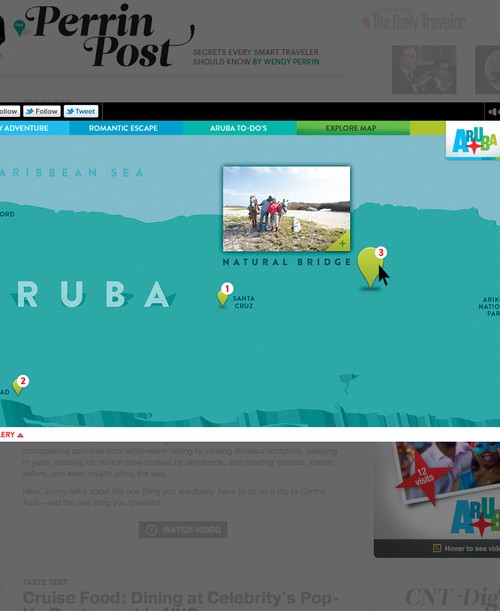 THE
Perrin
Post
SECRETS EVERY SMART TRAVELER
SHOULD KNOW BY WENDY PERRIN
The Daily Traveler
ollow
Follow
Tweet
Y ADVENTURE
ROMANTIC ESCAPE
ARUBA TO-DO'S
EXPLORE MAP
ARUBA
ARIBBEAN SEA
ORD
NATURAL BRIDGE
3
RUBA
1
SANTA
CRUZ
ARIK
NATIO
PAR
2
AD
LERY
incorporating activities from white-water rafting to viewing dinosaur footprints, sleeping
in yurts, feasting on mutton stew cooked by shepherds, and meeting nomads, carpet
sellers, and even royalty along the way.
Here, Jonny talks about the one thing you absolutely have to do on a trip to Central
Asia—and the one thing you shouldn't.
WATCH VIDEO
12
visits
ARUBA
Hover to see vid
TASTE TEST
Cruise Food: Dining at Celebrity's Pop-
CNT Digi